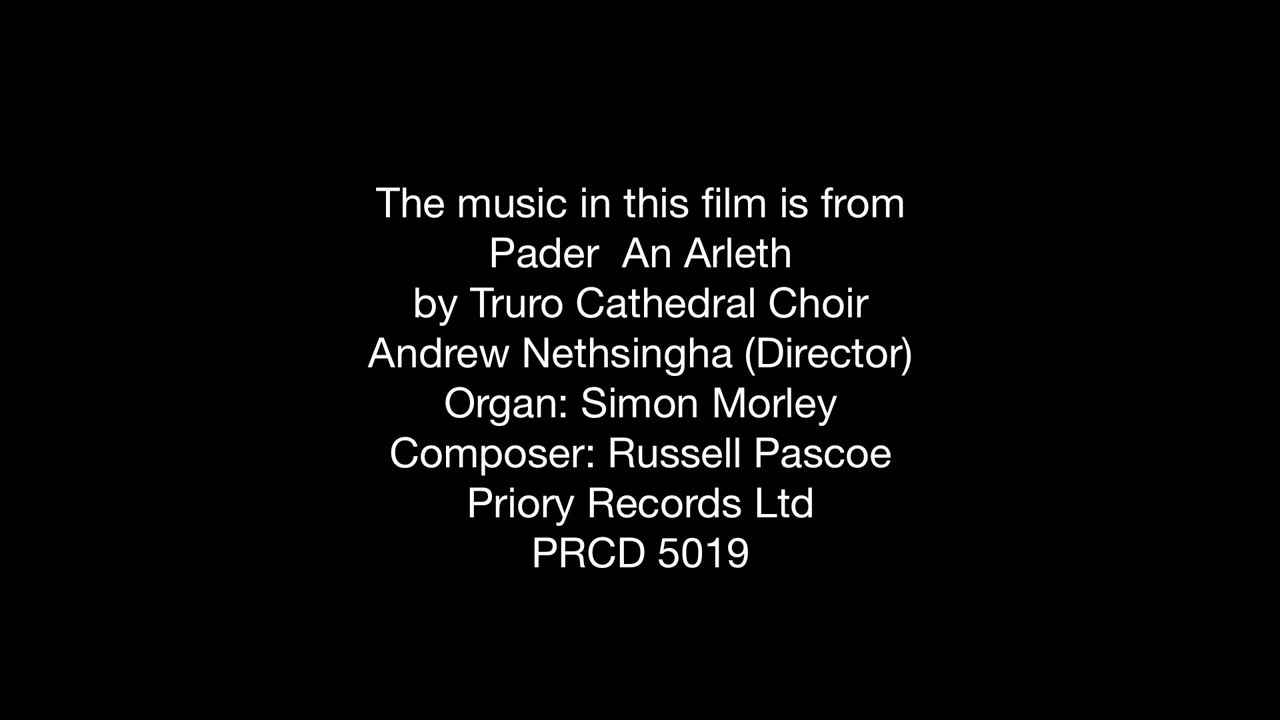 The music in this film is from
Pader  An Arleth
by Truro Cathedral Choir
Andrew Nethsingha (Director)
Organ: Simon Morley
Composer: Russell Pascoe
Priory Records Ltd
PRCD 5019